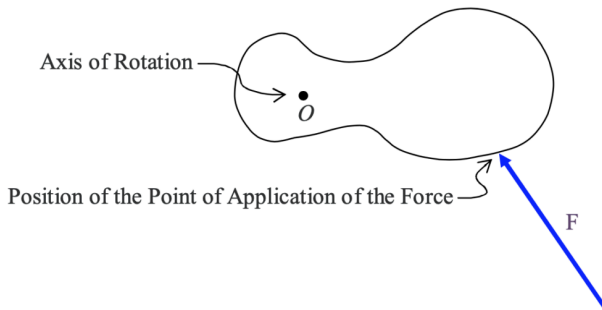 Axis of Rotation
O
Position of the Point of Application of the Force
F